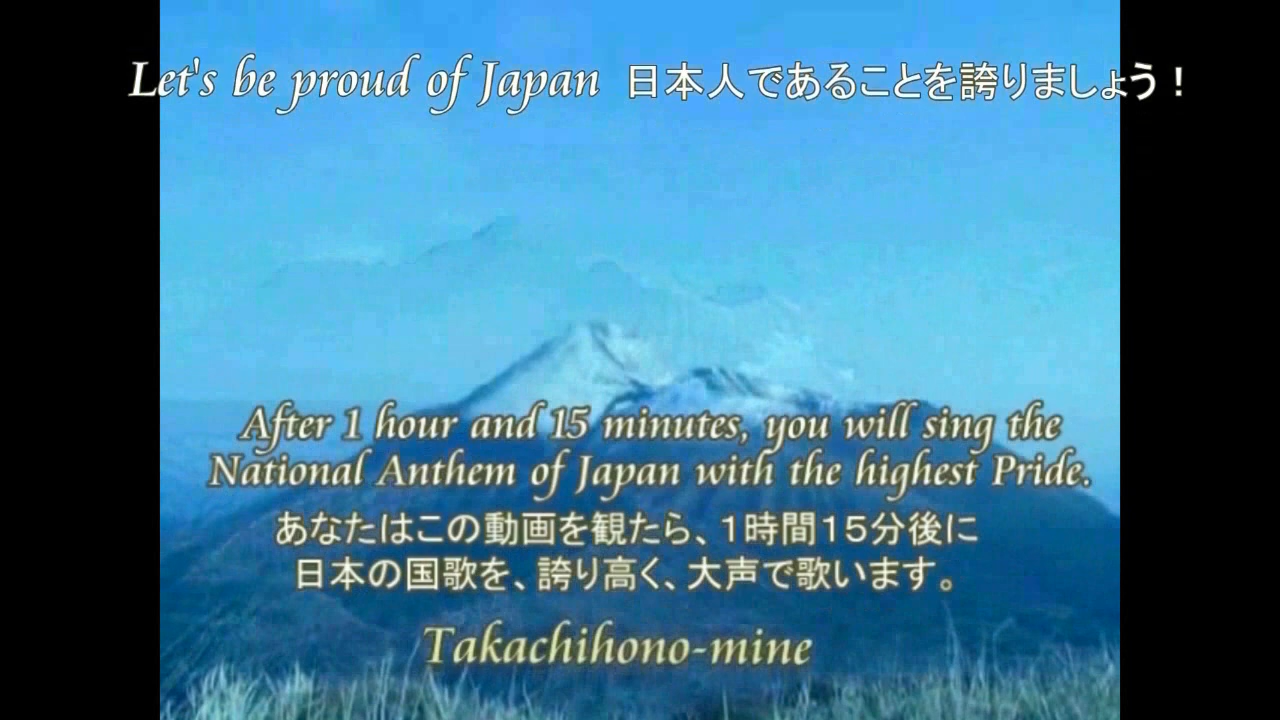 Let's be proud of Japan 日本人であることを誇りましょう！
After 1 hour and 15 minutes, you will sing the
National Anthem of Japan with the highest Pride.
あなたはこの動画を観たら、１時間１５分後に
日本の国歌を、誇り高く、大声で歌います。
Takachihono-mine